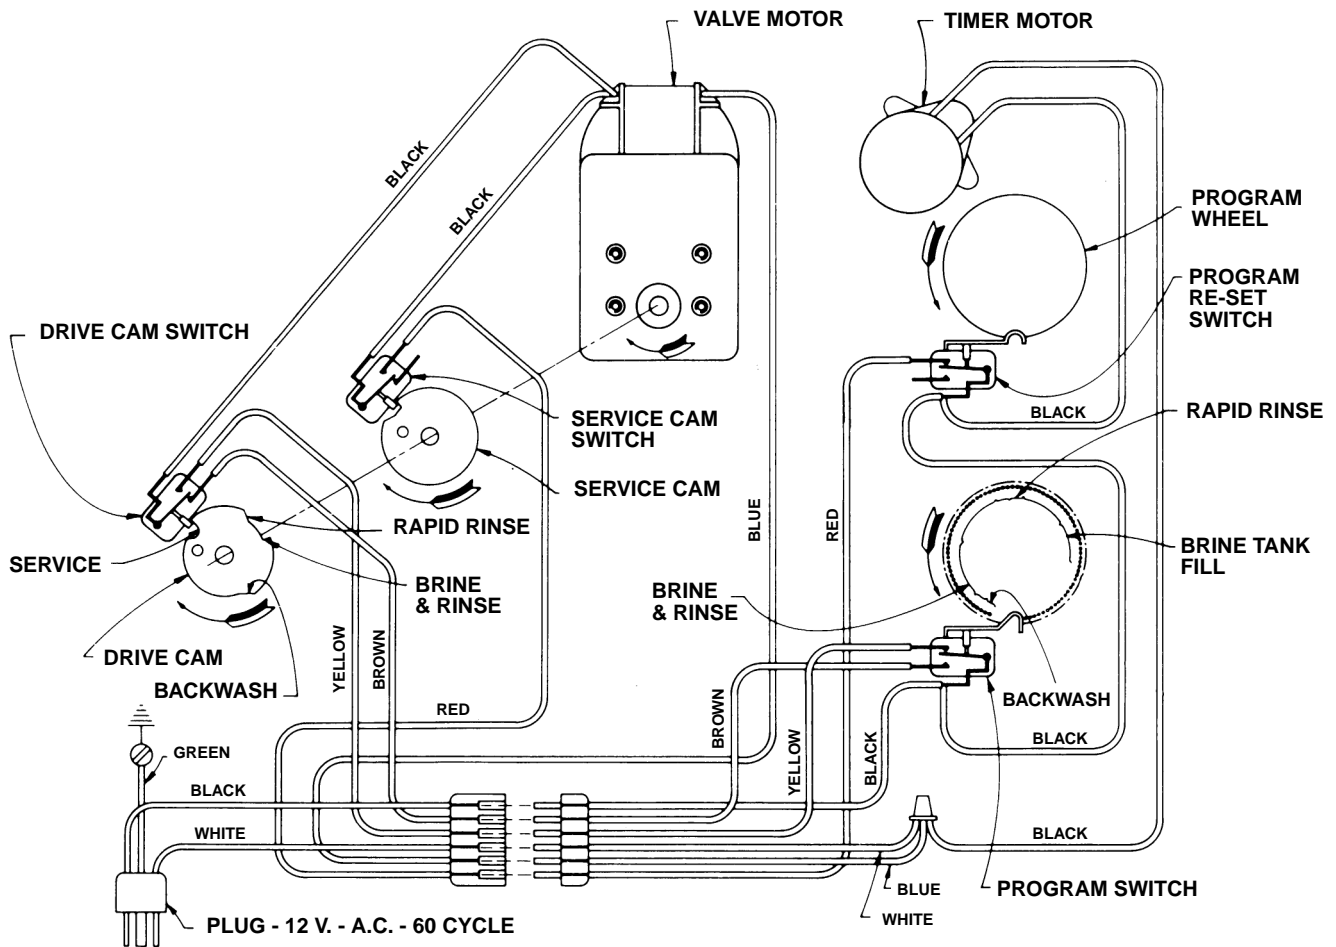 VALVE MOTOR
TIMER MOTOR
BLACK
BLACK
PROGRAM
WHEEL
PROGRAM
RE-SET
SWITCH
DRIVE CAM SWITCH
SERVICE CAM
SWITCH
BLACK
RAPID RINSE
SERVICE CAM
RAPID RINSE
BLUE
RED
SERVICE
BRINE
& RINSE
BRINE
& RINSE
BRINE TANK
FILL
DRIVE CAM
BACKWASH
YELLOW
BROWN
RED
BROWN
YELLOW
BLACK
BACKWASH
BLACK
GREEN
BLACK
WHITE
BLACK
BLUE
WHITE
PROGRAM SWITCH
PLUG - 12 V. - A.C. - 60 CYCLE